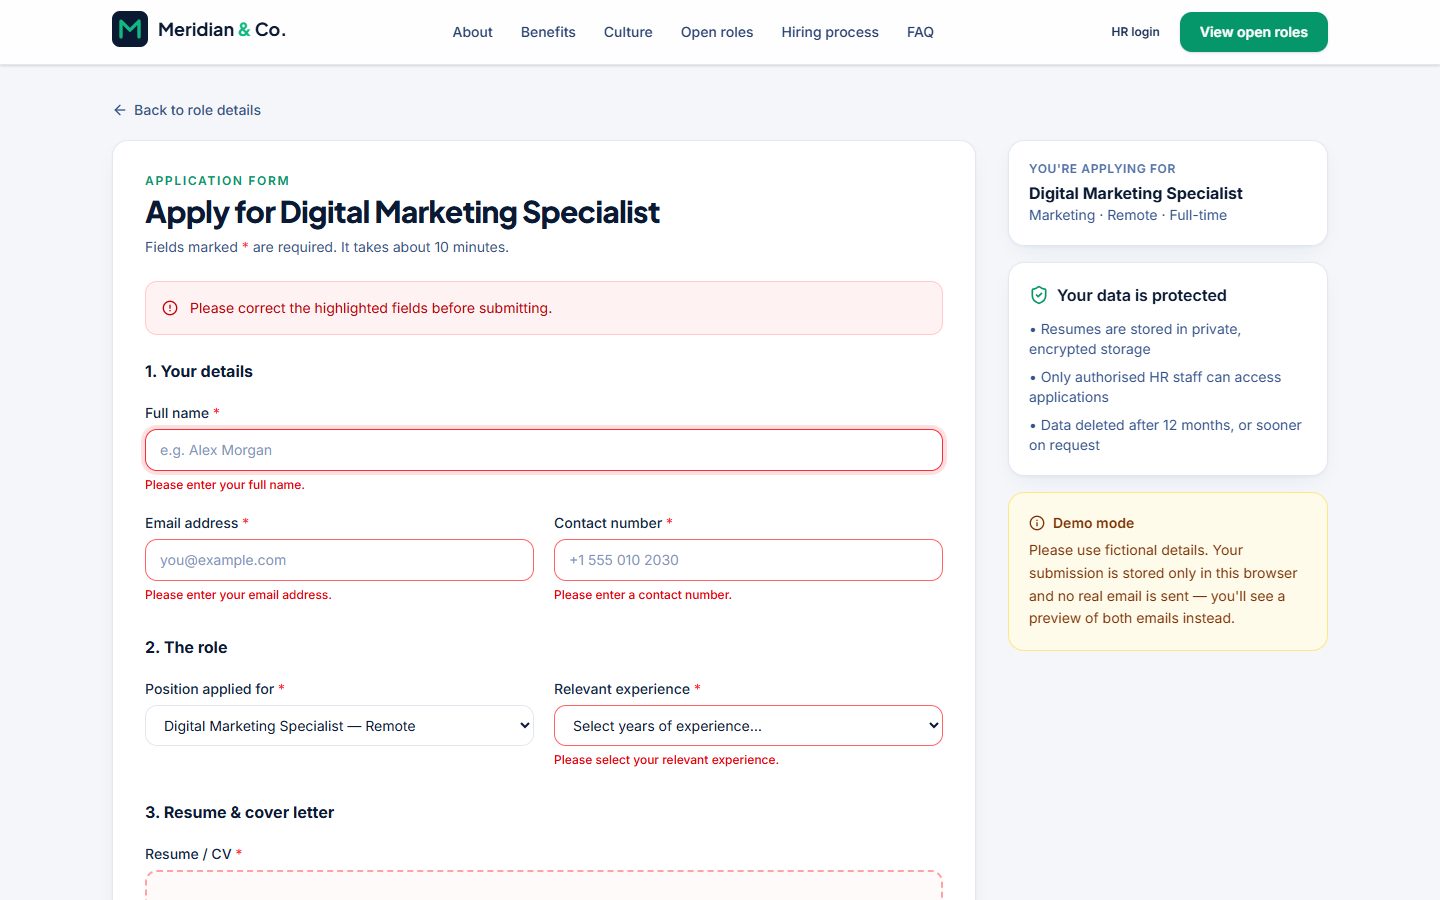 Meridian & Co.
About
Benefits
Culture
Open roles
Hiring process
FAQ
HR login
View open roles
Back to role details
APPLICATION FORM
Apply for Digital Marketing Specialist
Fields marked * are required. It takes about 10 minutes.
Please correct the highlighted fields before submitting.
1. Your details
Full name *
e.g. Alex Morgan
Please enter your full name.
Email address *
you@example.com
Please enter your email address.
Contact number *
+1 555 010 2030
Please enter a contact number.
2. The role
Position applied for *
Digital Marketing Specialist — Remote
Relevant experience *
Select years of experience...
Please select your relevant experience.
3. Resume & cover letter
Resume / CV *
YOU'RE APPLYING FOR
Digital Marketing Specialist
Marketing · Remote · Full-time
Your data is protected
• Resumes are stored in private,
encrypted storage
• Only authorised HR staff can access
applications
• Data deleted after 12 months, or sooner
on request
Demo mode
Please use fictional details. Your
submission is stored only in this browser
and no real email is sent — you'll see a
preview of both emails instead.